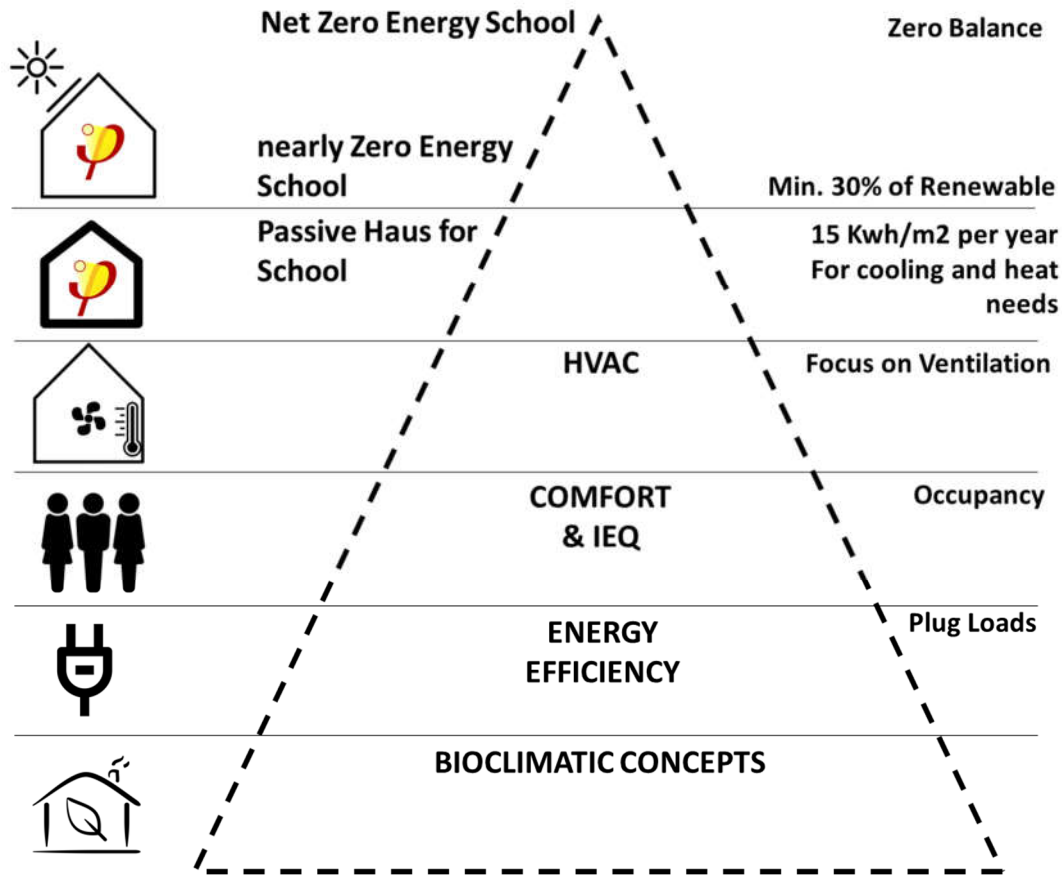 Net Zero Energy School
Zero Balance
nearly Zero Energy
School
Min. 30% of Renewable
Passive Haus for
School
15 Kwh/m2 per year
For cooling and heat
needs
HVAC
Focus on Ventilation
COMFORT
& IEQ
Occupancy
ENERGY
EFFICIENCY
Plug Loads
BIOCLIMATIC CONCEPTS